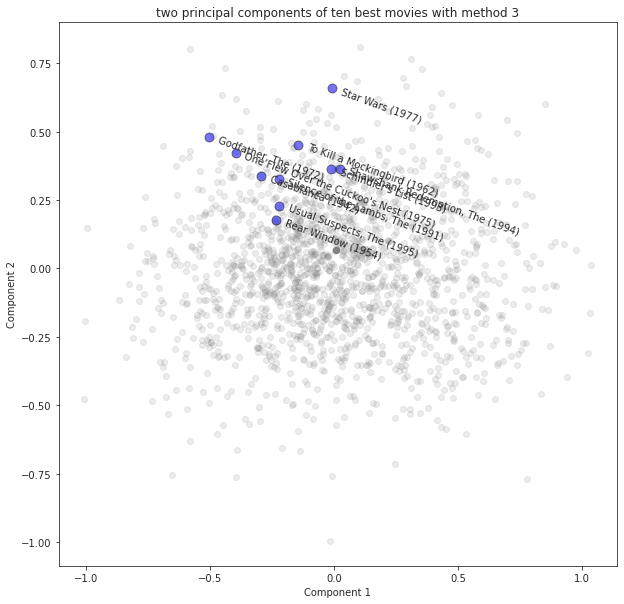 two principal components of ten best movies with method 3
Component 2
0.75
0.50
0.25
0.00
−0.25
−0.50
−0.75
−1.00
Star Wars (1977)
Godfather, The (1972)
To Kill a Mockingbird (1962)
One Flew Over the Cuckoo's Nest (1975)
Schindler's List (1993)
Shawshank Redemption, The (1994)
Casablanca (1942)
Silence of the Lambs, The (1991)
Usual Suspects, The (1995)
Rear Window (1954)
−1.0
−0.5
0.0
0.5
1.0
Component 1